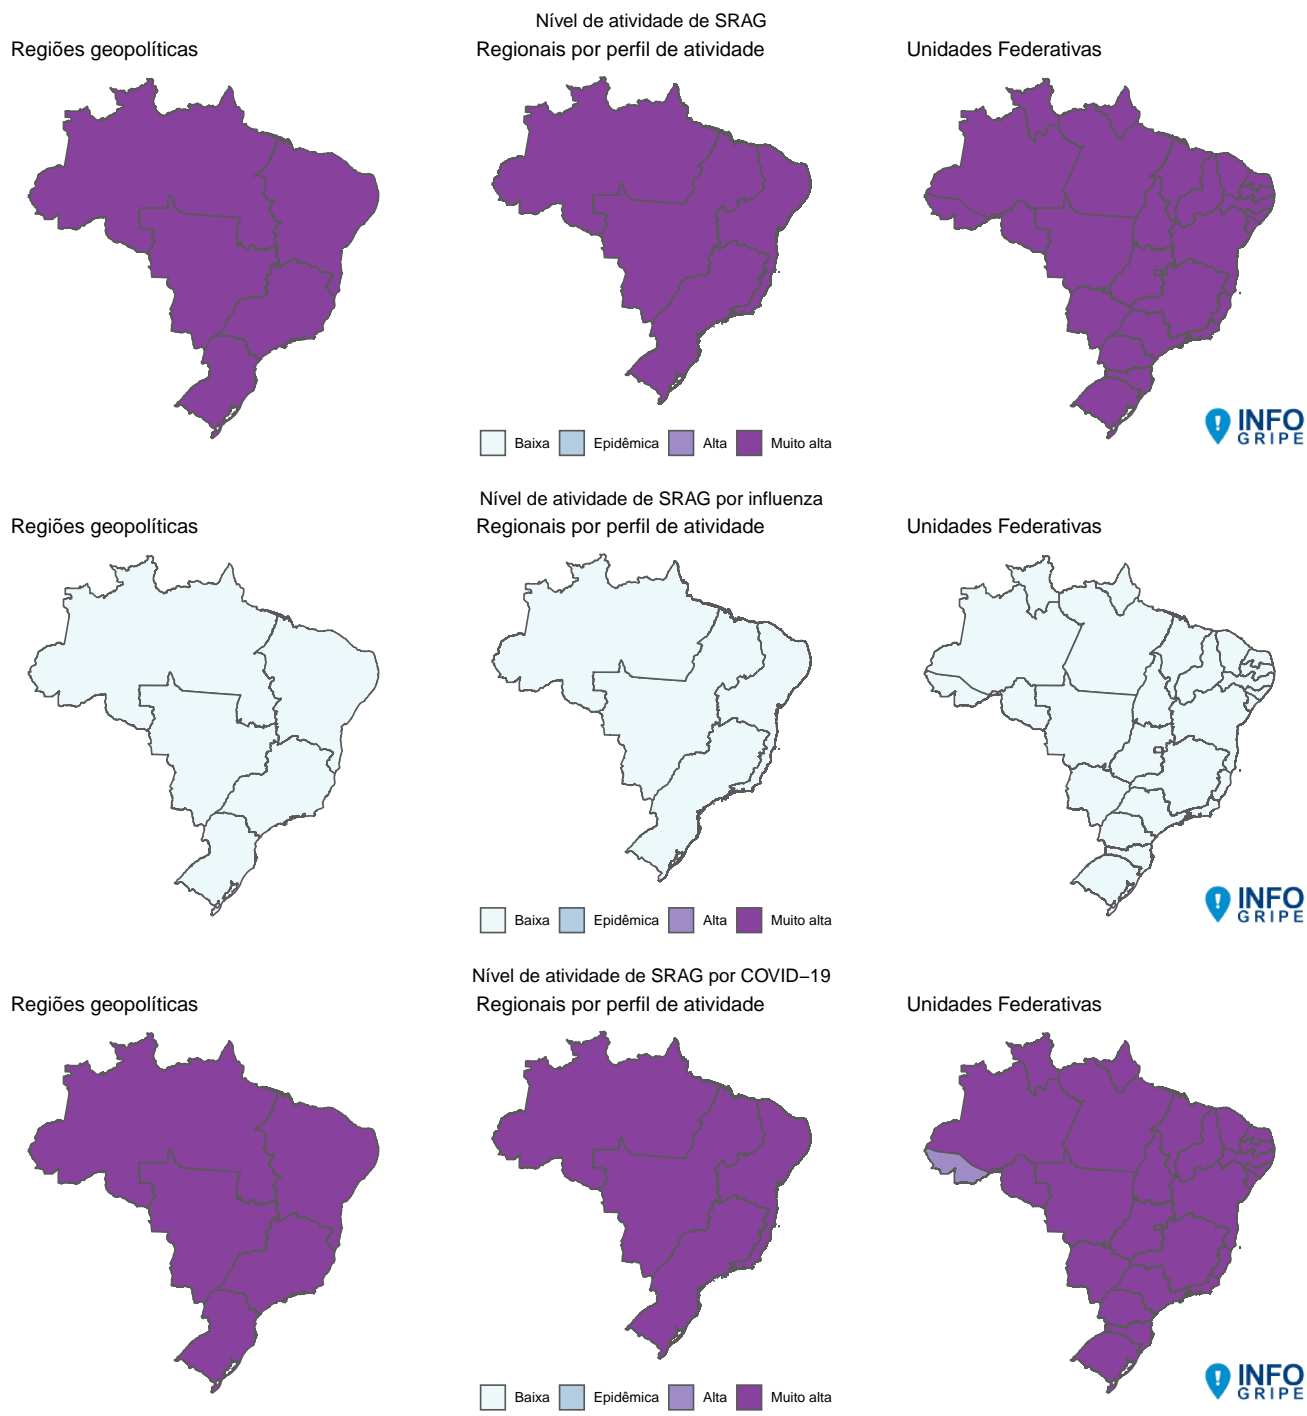 Nível de atividade de SRAG
Regiões geopolíticas
Regionais por perfil de atividade
Unidades Federativas
Baixa
Epidêmica
Alta
Muito alta
INFO
GRIPE
Nível de atividade de SRAG por influenza
Regiões geopolíticas
Regionais por perfil de atividade
Unidades Federativas
Baixa
Epidêmica
Alta
Muito alta
INFO
GRIPE
Nível de atividade de SRAG por COVID−19
Regiões geopolíticas
Regionais por perfil de atividade
Unidades Federativas
Baixa
Epidêmica
Alta
Muito alta
INFO
GRIPE